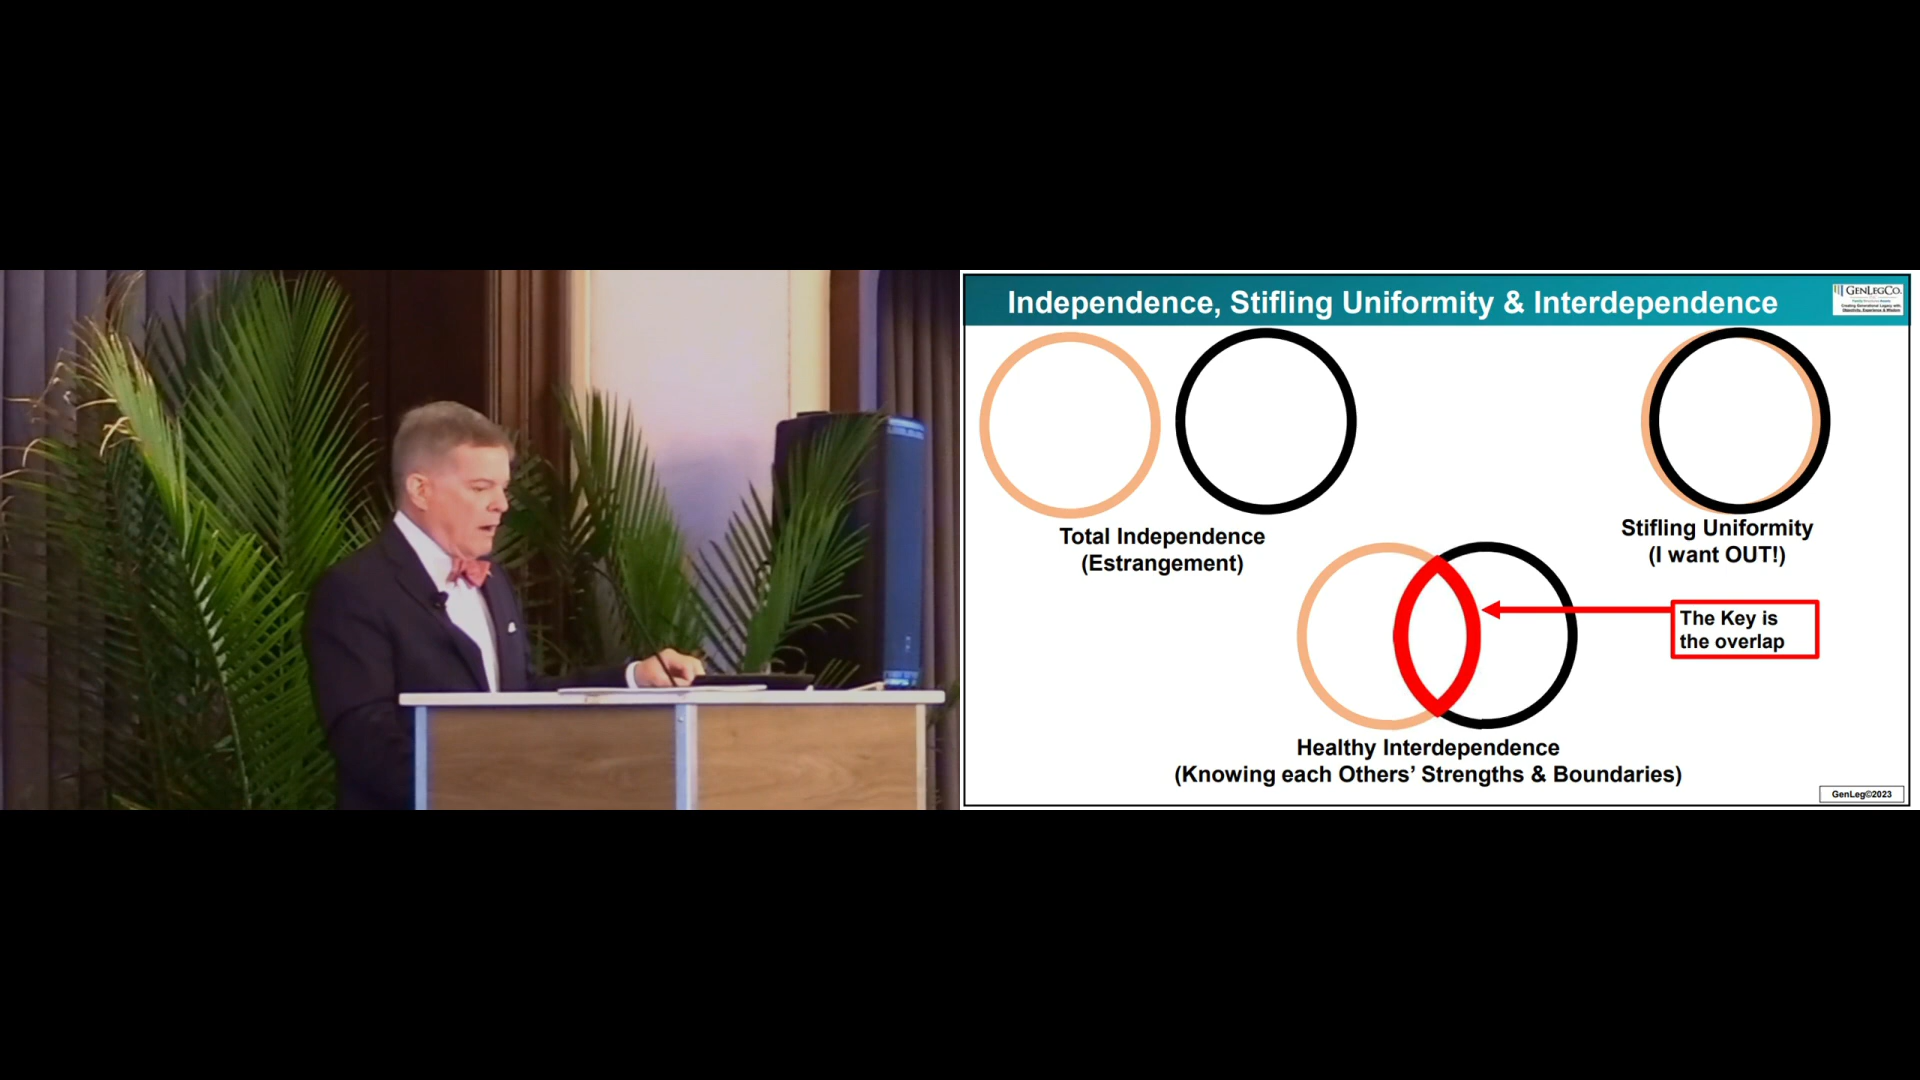 Independence, Stifling Uniformity & Interdependence
GENLEGCO.
Total Independence
(Estrangement)
Stifling Uniformity
(I want OUT!)
The Key is
the overlap
Healthy Interdependence
(Knowing each Others’ Strengths & Boundaries)
GenLeg©2023